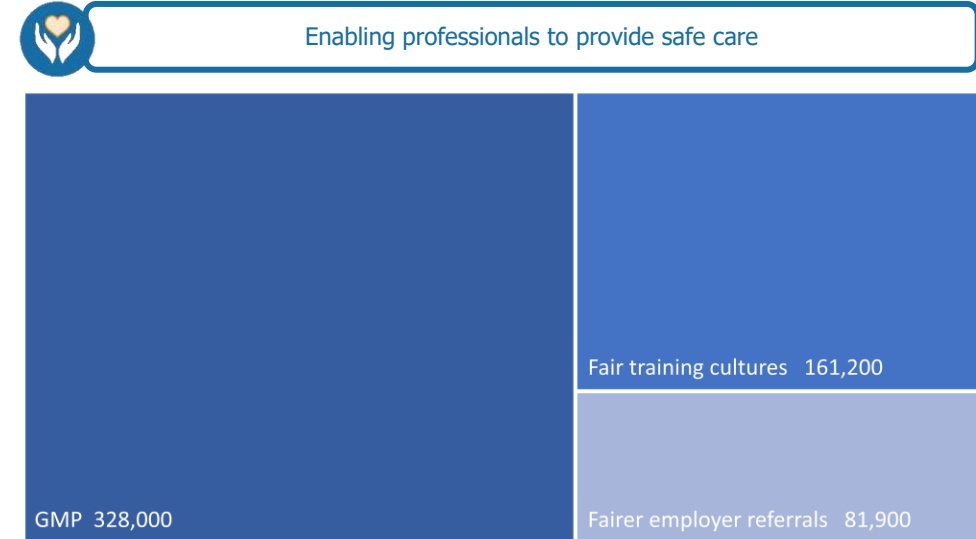 Enabling professionals to provide safe care
Fair training cultures 161,200
GMP 328,000
Fairer employer referrals 81,900